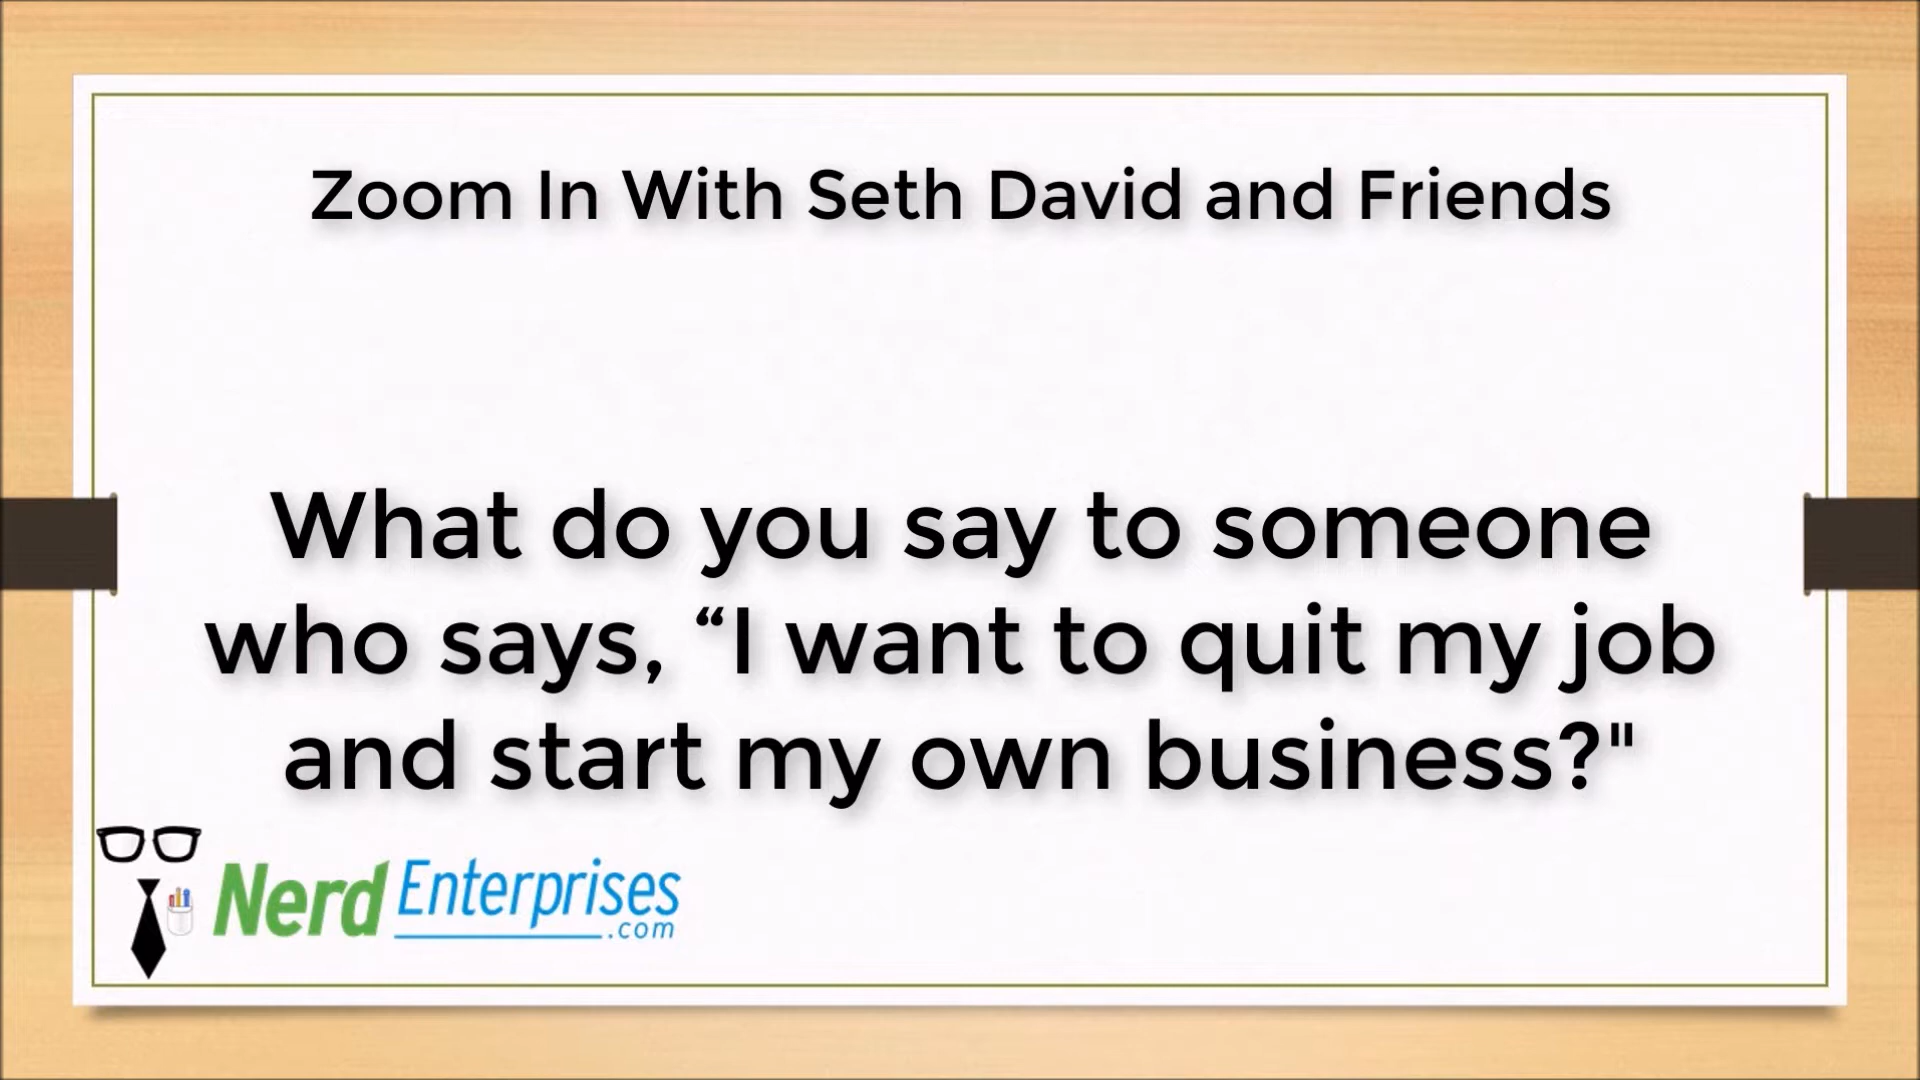 Zoom In With Seth David and Friends
What do you say to someone
who says, “I want to quit my job
and start my own business?"
Nerd Enterprises
.com